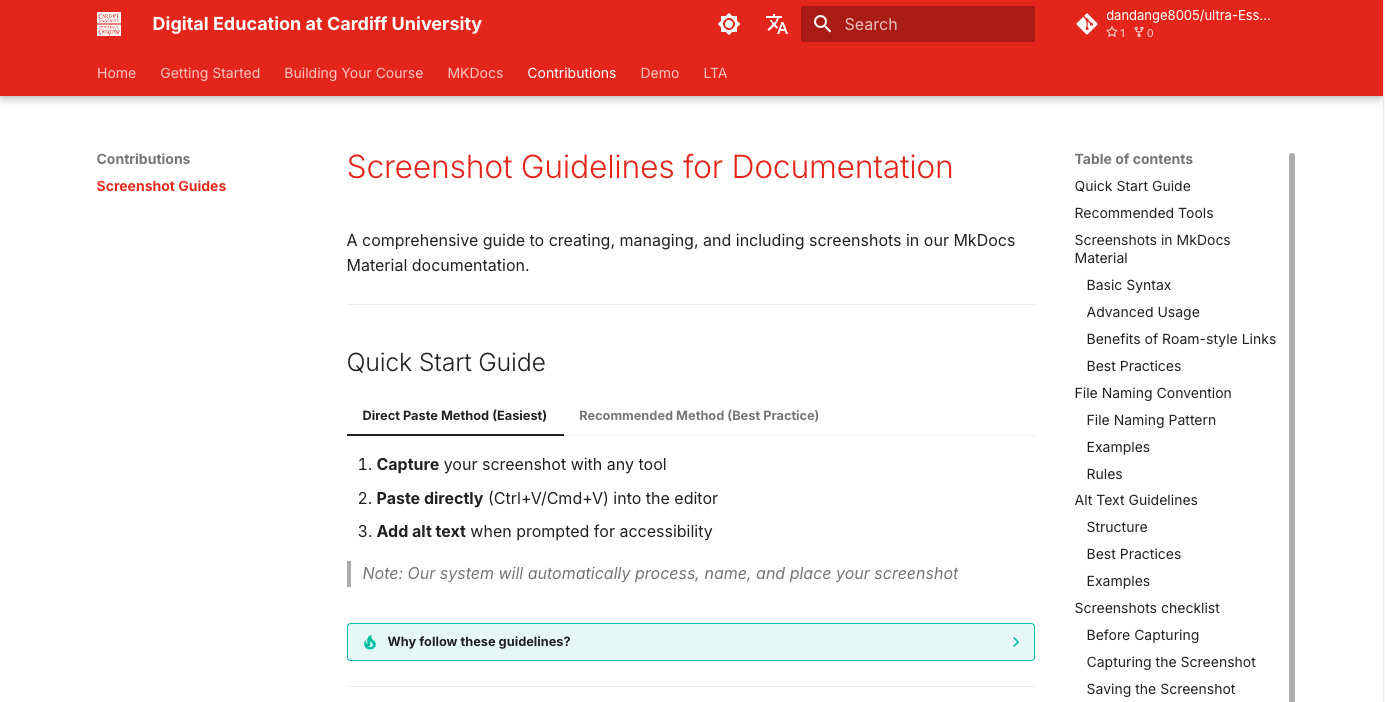 Digital Education at Cardiff University
Search
dandange8005/ultra-Ess...
1 0
Home Getting Started Building Your Course MKDocs Contributions Demo LTA
Contributions
Screenshot Guides
Screenshot Guidelines for Documentation
A comprehensive guide to creating, managing, and including screenshots in our MkDocs
Material documentation.
Quick Start Guide
Direct Paste Method (Easiest) Recommended Method (Best Practice)
1. Capture your screenshot with any tool
2. Paste directly (Ctrl+V/Cmd+V) into the editor
3. Add alt text when prompted for accessibility
Note: Our system will automatically process, name, and place your screenshot
Why follow these guidelines?
Table of contents
Quick Start Guide
Recommended Tools
Screenshots in MkDocs
Material
Basic Syntax
Advanced Usage
Benefits of Roam-style Links
Best Practices
File Naming Convention
File Naming Pattern
Examples
Rules
Alt Text Guidelines
Structure
Best Practices
Examples
Screenshots checklist
Before Capturing
Capturing the Screenshot
Saving the Screenshot